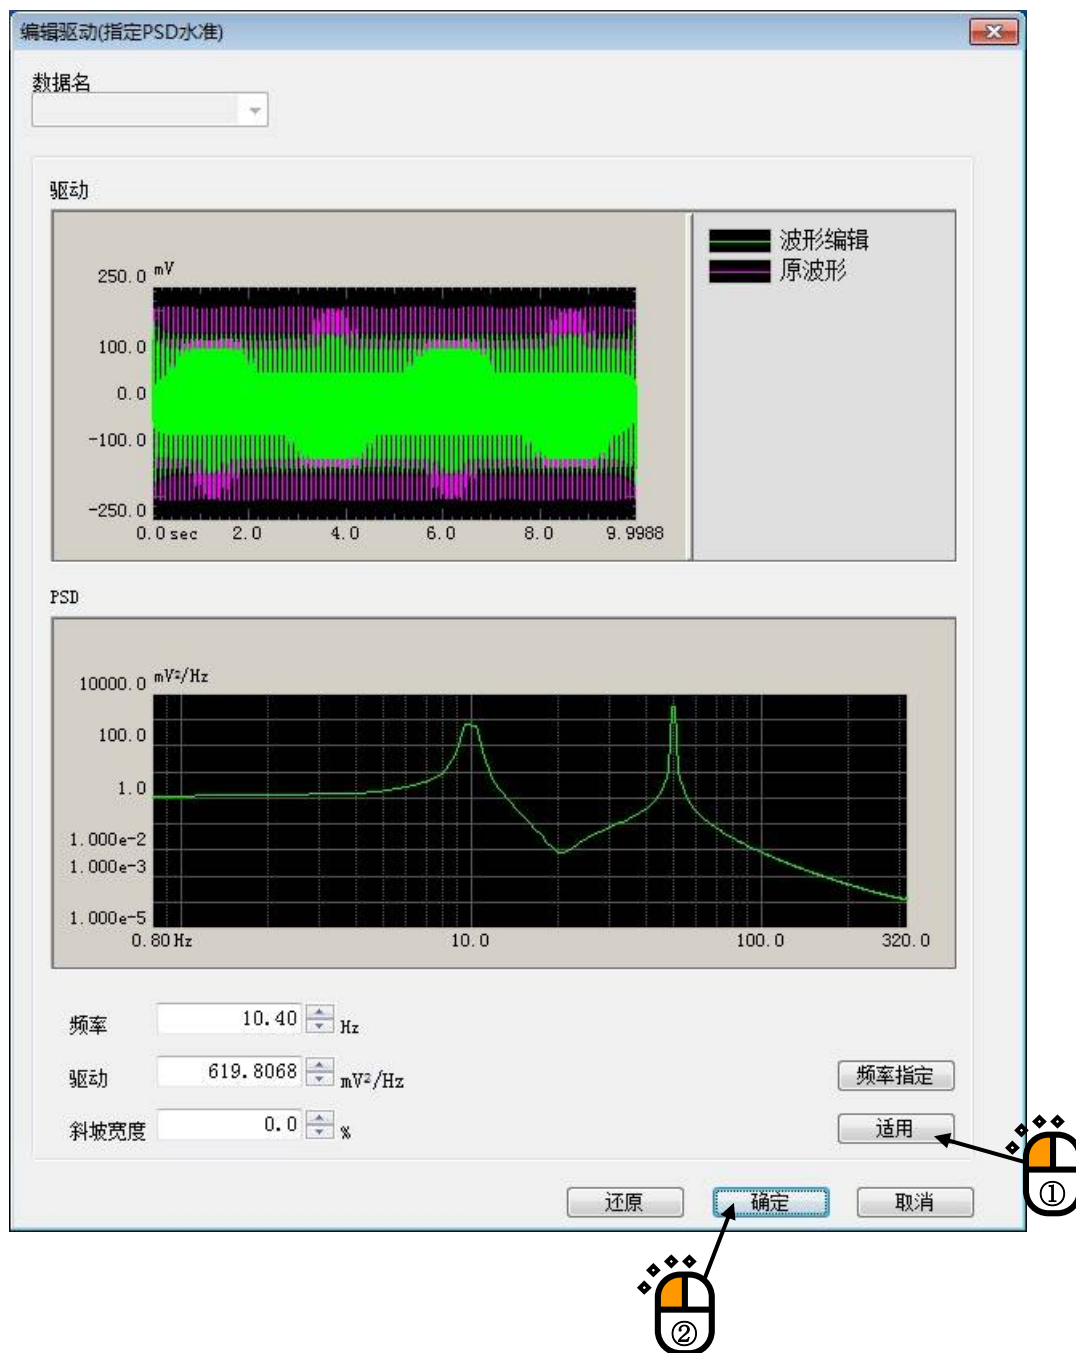 编辑驱动(指定PSD水准)
数据名
驱动
波形编辑
原波形
250.0 mV
100.0
0.0
-100.0
-250.0
0.0sec 2.0 4.0 6.0 8.0 9.9988
PSD
10000.0 mV²/Hz
100.0
1.0
1.000e-2
1.000e-3
1.000e-5
0.80Hz 10.0 100.0 320.0
频率 10.40 Hz
驱动 619.8068 mV²/Hz 频率指定
斜坡宽度 0.0 % 适用
①
还原 确定 取消
②